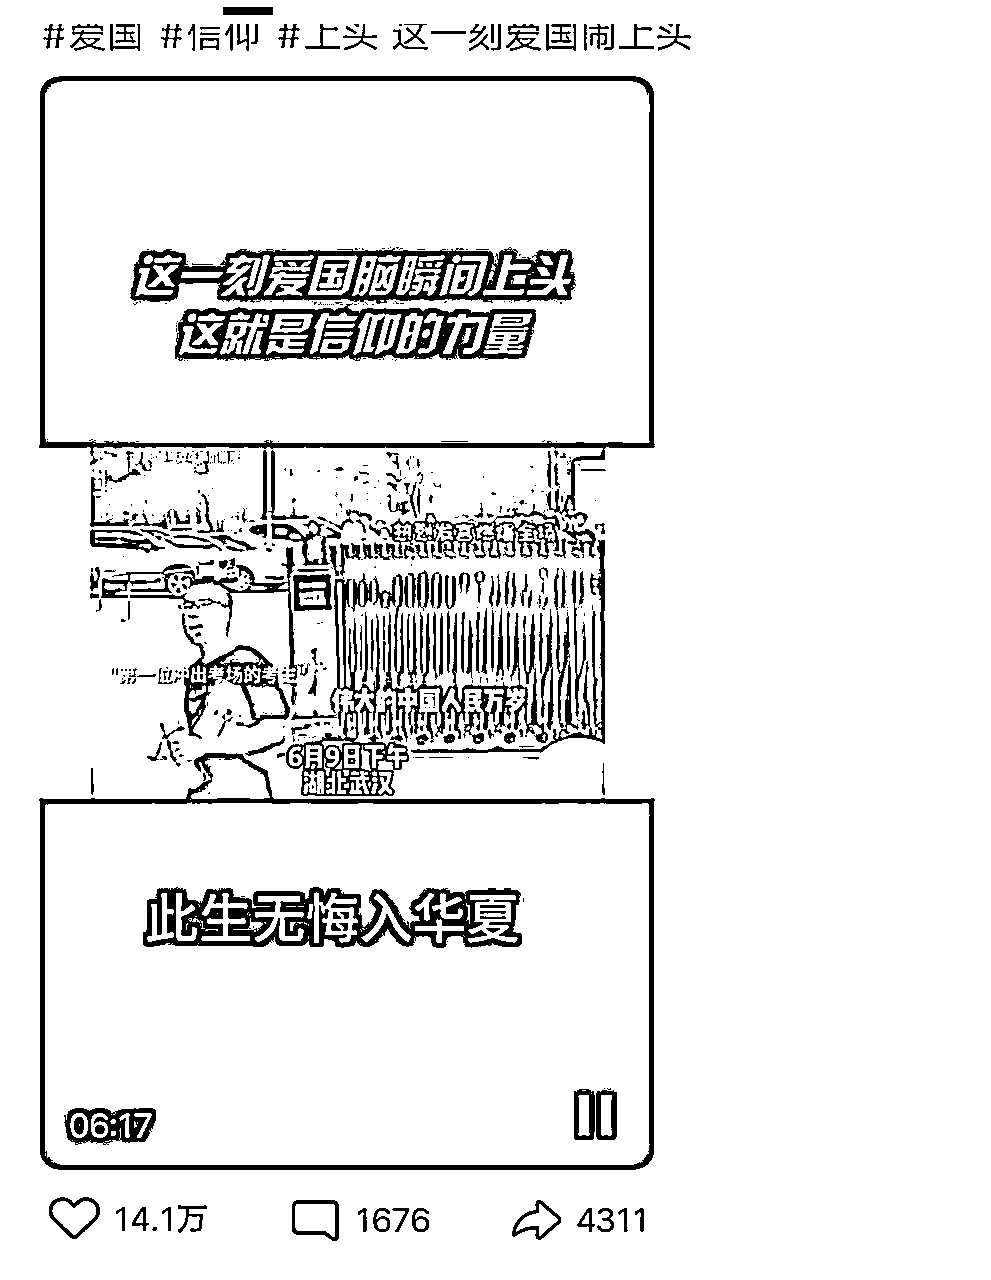 #爱国 #信仰 #上头 这一刻爱国闹上头
这一刻爱国脑瞬间上头
这就是信仰的力量
"第一位冲出考场的考生"
伟大的中国人民万岁
6月9日下午
湖北武汉
此生无悔入华夏
06:17
14.1万
1676
4311